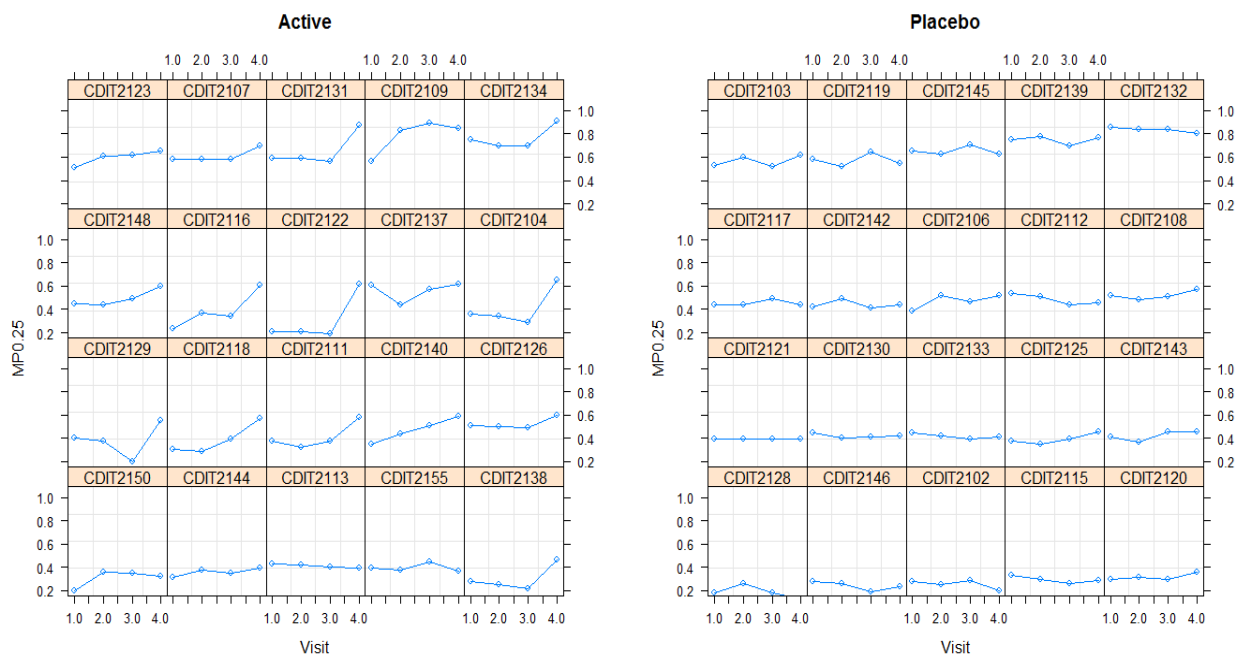 Active
1.0 2.0 3.0 4.0 1.0 2.0 3.0 4.0
CDIT2123 CDIT2107 CDIT2131 CDIT2109 CDIT2134
1.0
0.8
0.6
0.4
0.2
CDIT2148 CDIT2116 CDIT2122 CDIT2137 CDIT2104
1.0
0.8
0.6
0.4
0.2
CDIT2129 CDIT2118 CDIT2111 CDIT2140 CDIT2126
1.0
0.8
0.6
0.4
0.2
CDIT2150 CDIT2144 CDIT2113 CDIT2155 CDIT2138
1.0
0.8
0.6
0.4
0.2
1.0 2.0 3.0 4.0 1.0 2.0 3.0 4.0 1.0 2.0 3.0 4.0
MP0.25
Visit
Placebo
1.0 2.0 3.0 4.0 1.0 2.0 3.0 4.0
CDIT2103 CDIT2119 CDIT2145 CDIT2139 CDIT2132
1.0
0.8
0.6
0.4
0.2
CDIT2117 CDIT2142 CDIT2106 CDIT2112 CDIT2108
1.0
0.8
0.6
0.4
0.2
CDIT2121 CDIT2130 CDIT2133 CDIT2125 CDIT2143
1.0
0.8
0.6
0.4
0.2
CDIT2128 CDIT2146 CDIT2102 CDIT2115 CDIT2120
1.0
0.8
0.6
0.4
0.2
1.0 2.0 3.0 4.0 1.0 2.0 3.0 4.0 1.0 2.0 3.0 4.0
MP0.25
Visit